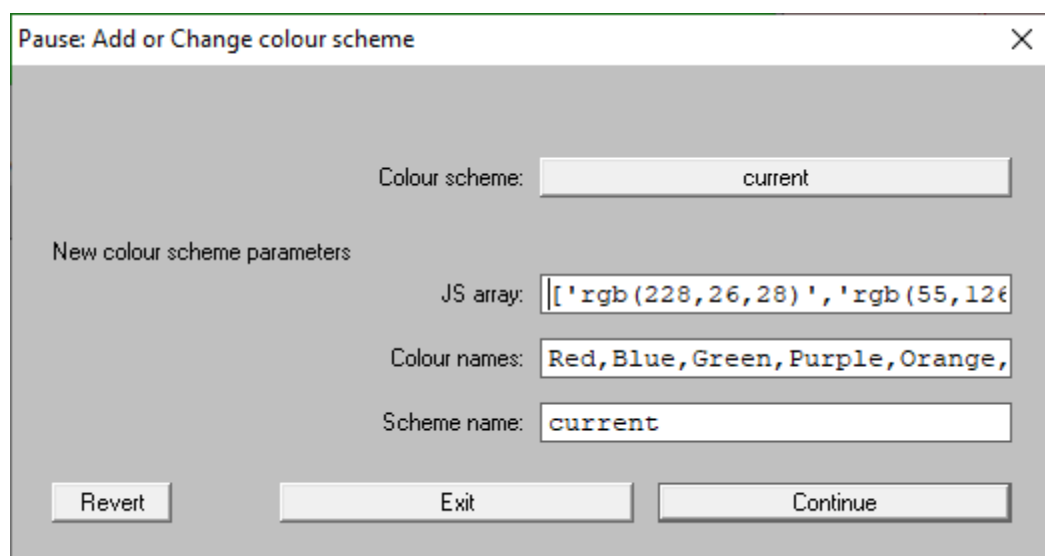 Pause: Add or Change colour scheme
Colour scheme: current
New colour scheme parameters
JS array: ['rgb(228,26,28)','rgb(55,126
Colour names: Red,Blue,Green,Purple,Orange,
Scheme name: current
Revert Exit Continue